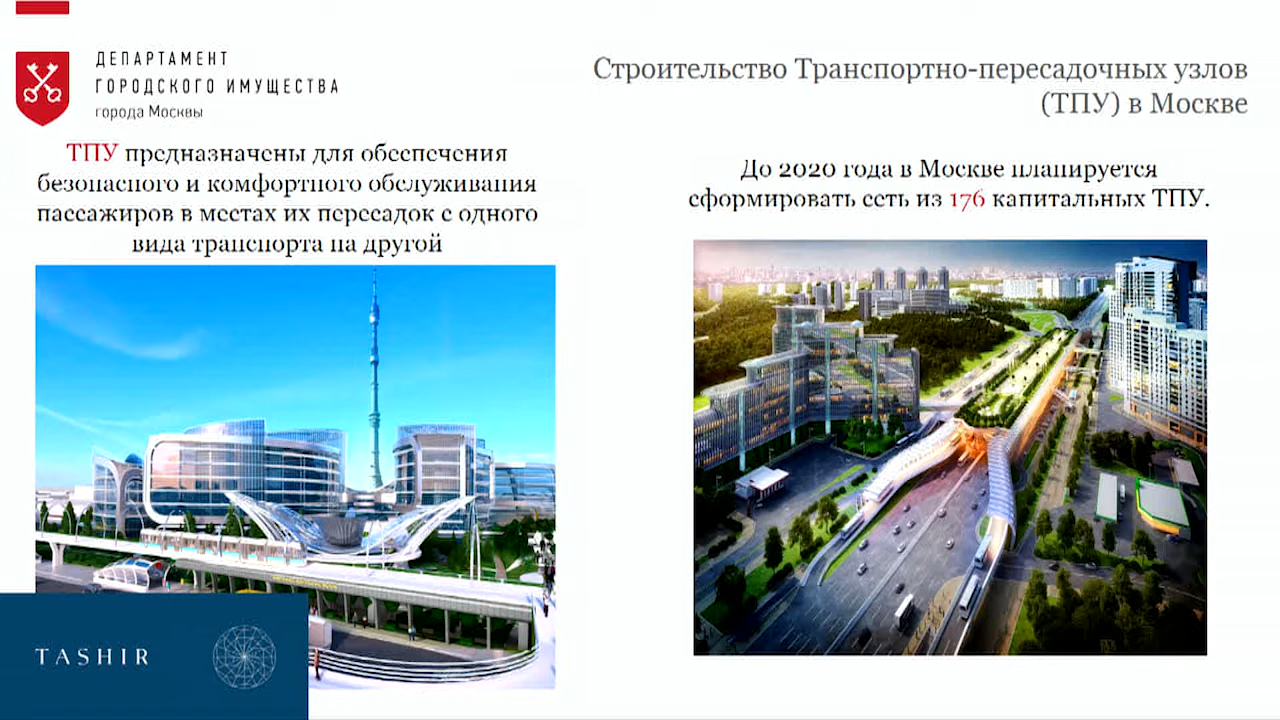 ДЕПАРТАМЕНТ
ГОРОДСКОГО ИМУЩЕСТВА
города Москвы
Строительство Транспортно-пересадочных узлов
(ТПУ) в Москве
ТПУ предназначены для обеспечения
безопасного и комфортного обслуживания
пассажиров в местах их пересадок с одного
вида транспорта на другой
До 2020 года в Москве планируется
сформировать сеть из 176 капитальных ТПУ.
TASHIR